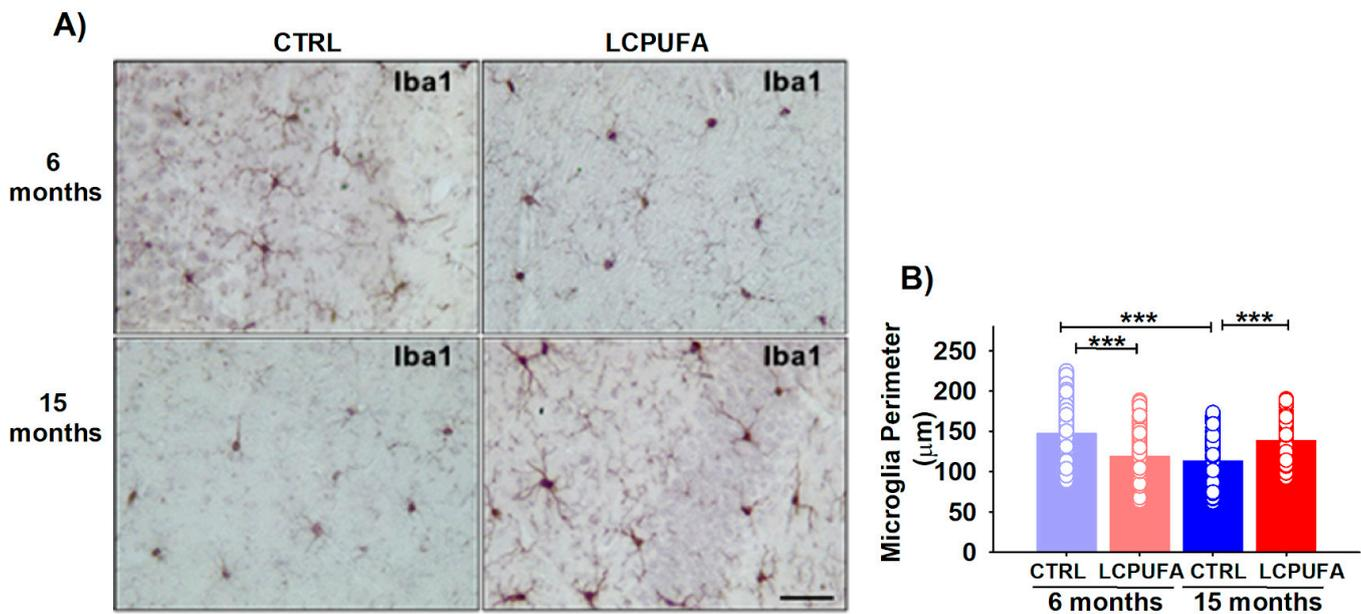 A)
CTRL
LCPUFA
Iba1
Iba1
6
months
Iba1
Iba1
15
months
B)
***
***
***
Microglia Perimeter
(µm)
250
200
150
100
50
0
CTRL LCPUFA CTRL LCPUFA
6 months 15 months